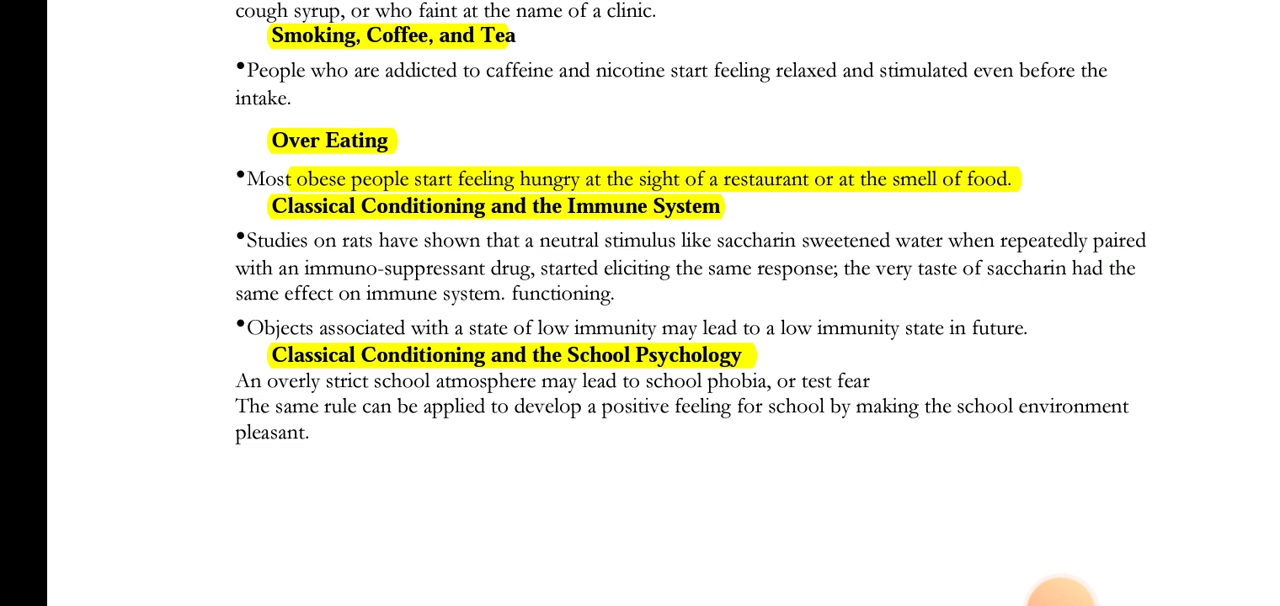 cough syrup, or who faint at the name of a clinic.
Smoking, Coffee, and Tea
•People who are addicted to caffeine and nicotine start feeling relaxed and stimulated even before the
intake.
Over Eating
•Most obese people start feeling hungry at the sight of a restaurant or at the smell of food.
Classical Conditioning and the Immune System
•Studies on rats have shown that a neutral stimulus like saccharin sweetened water when repeatedly paired
with an immuno-suppressant drug, started eliciting the same response; the very taste of saccharin had the
same effect on immune system. functioning.
•Objects associated with a state of low immunity may lead to a low immunity state in future.
Classical Conditioning and the School Psychology
An overly strict school atmosphere may lead to school phobia, or test fear
The same rule can be applied to develop a positive feeling for school by making the school environment
pleasant.